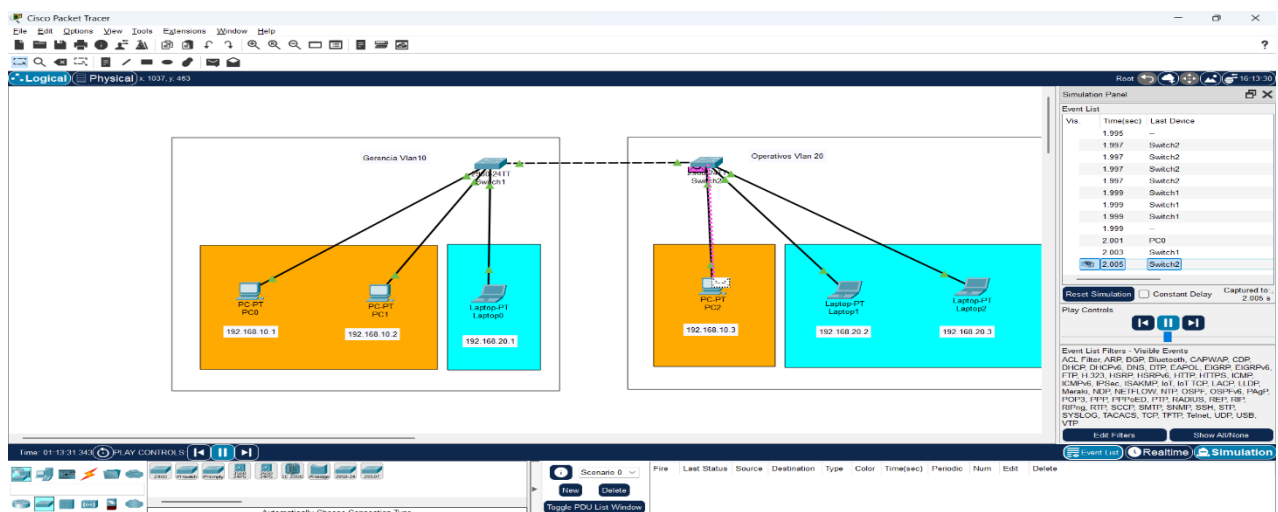 Cisco Packet Tracer
File Edit Options View Tools Extensions Window Help
?
Logical Physical x: 1037, y: 463
Root 16:13:30
Gerencia Vlan10
Switch1
Operativos Vlan 20
PC-PT
PC0
192.168.10.1
PC-PT
PC1
192.168.10.2
Laptop-PT
Laptop0
192.168.20.1
PC-PT
PC2
192.168.10.3
Laptop-PT
Laptop1
192.168.20.2
Laptop-PT
Laptop2
192.168.20.3
Simulation Panel
Event List
Vis. Time(sec) Last Device
1.995 --
1.997 Switch2
1.997 Switch2
1.997 Switch2
1.997 Switch2
1.999 Switch1
1.999 Switch1
1.999 Switch1
1.999 --
2.001 PC0
2.003 Switch1
2.005 Switch2
Reset Simulation Constant Delay Captured to:
2.005 s
Play Controls
Event List Filters - Visible Events
ACL Filter, ARP, BGP, Bluetooth, CAPWAP, CDP,
DHCP, DHCPv6, DNS, DTP, EAPOL, EIGRP, EIGRPv6,
FTP, H.323, HSRP, HSRPv6, HTTP, HTTPS, ICMP,
ICMPv6, IPSec, ISAKMP, IoT, IoT TCP, LACP, LLDP,
Meraki, NDP, NETFLOW, NTP, OSPF, OSPFv6, PAgP,
POP3, PPP, PPPoED, PTP, RADIUS, REP, RIP,
RIPng, RTP, SCCP, SMTP, SNMP, SSH, STP,
SYSLOG, TACACS, TCP, TFTP, Telnet, UDP, USB,
VTP
Edit Filters Show All/None
Time: 01:13:31.343 PLAY CONTROLS:
Event List Realtime Simulation
Scenario 0
New Delete
Toggle PDU List Window
Fire Last Status Source Destination Type Color Time(sec) Periodic Num Edit Delete
Automatically Choose Connection Type